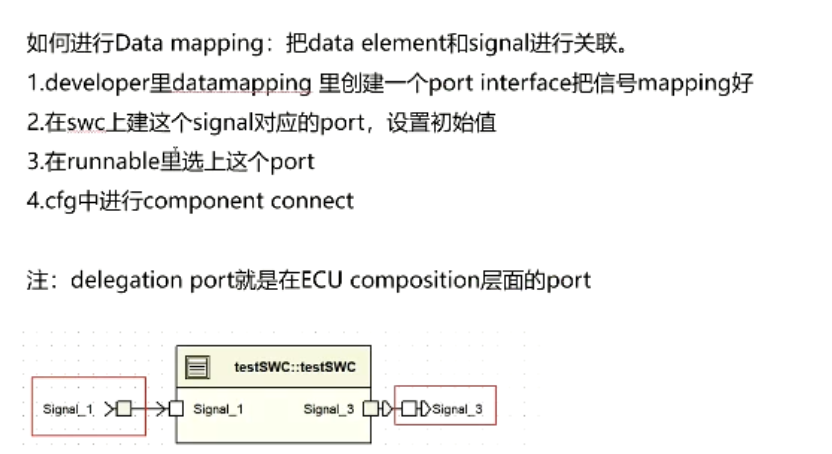 如何进行Data mapping：把data element和signal进行关联。
1.developer里datamapping 里创建一个port interface把信号mapping好
2.在swc上建这个signal对应的port，设置初始值
3.在runnable里选上这个port
4.cfg中进行component connect
注：delegation port就是在ECU composition层面的port
testSWC::testSWC
Signal_1 Signal_1 Signal_3 Signal_3